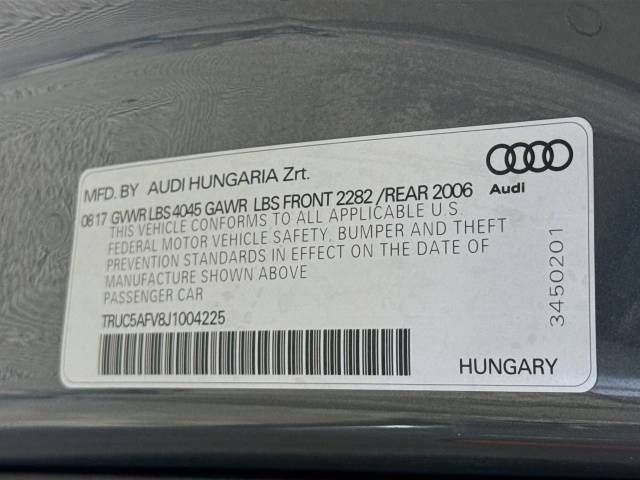 MFD. BY AUDI HUNGARIA Zrt.
0817 GVWR LBS 4045 GAWR LBS FRONT 2282 /REAR 2006
THIS VEHICLE CONFORMS TO ALL APPLICABLE U.S
FEDERAL MOTOR VEHICLE SAFETY, BUMPER AND THEFT
PREVENTION STANDARDS IN EFFECT ON THE DATE OF
MANUFACTURE SHOWN ABOVE
PASSENGER CAR
TRUC5AFV8J1004225
Audi
3450201
HUNGARY